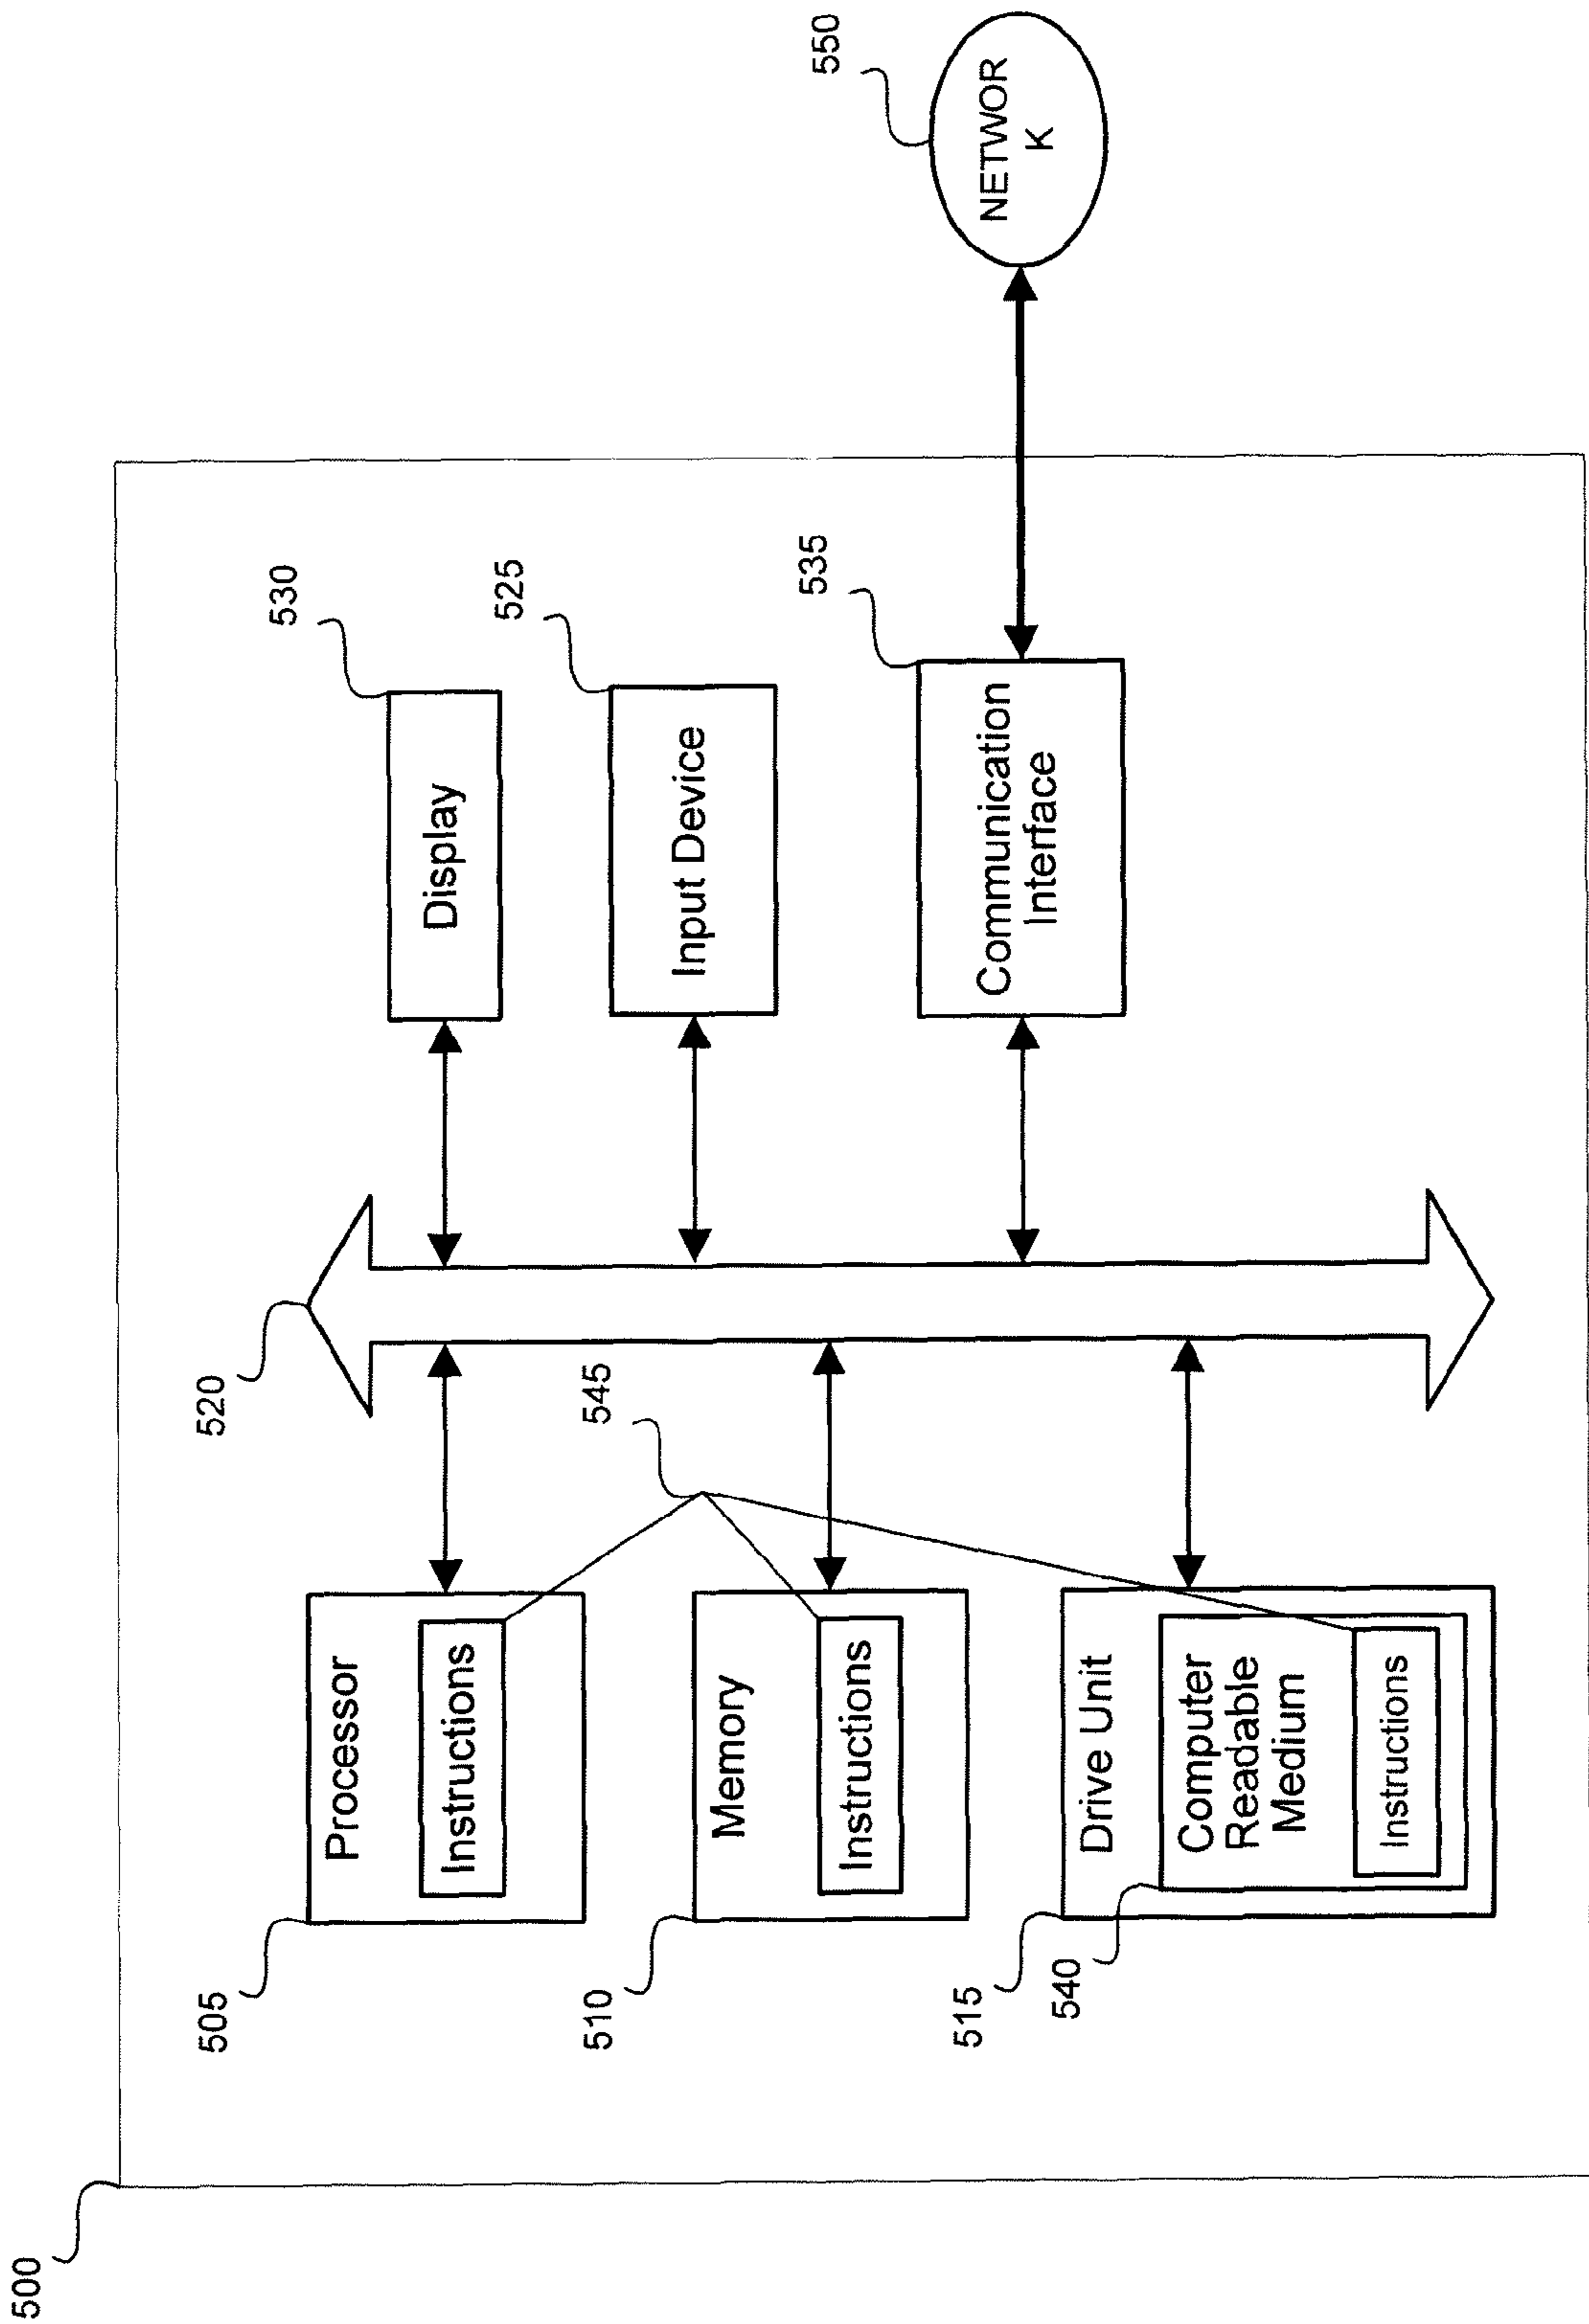 500
505
Processor
Instructions
510
Memory
Instructions
515
Drive Unit
540
Computer
Readable
Medium
Instructions
520
545
530
Display
525
Input Device
535
Communication
Interface
550
NETWOR
K